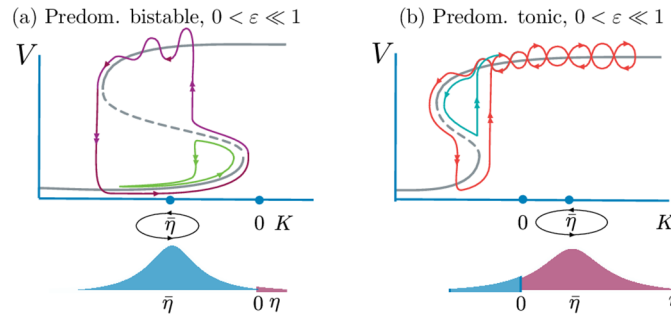 (a) Predom. bistable, 0 < ε ≪ 1
V
η̄
0 K
η̄
0 η
(b) Predom. tonic, 0 < ε ≪ 1
V
0
η̄
K
0
η̄